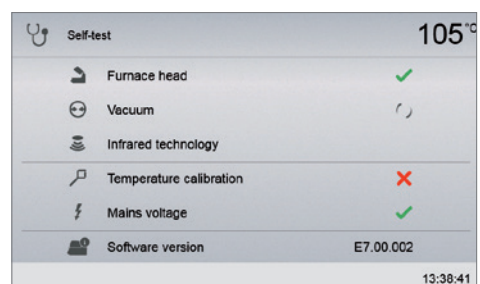 Self-test 105°C
Furnace head
Vacuum
Infrared technology
Temperature calibration
Mains voltage
Software version E7.00.002
13:38:41